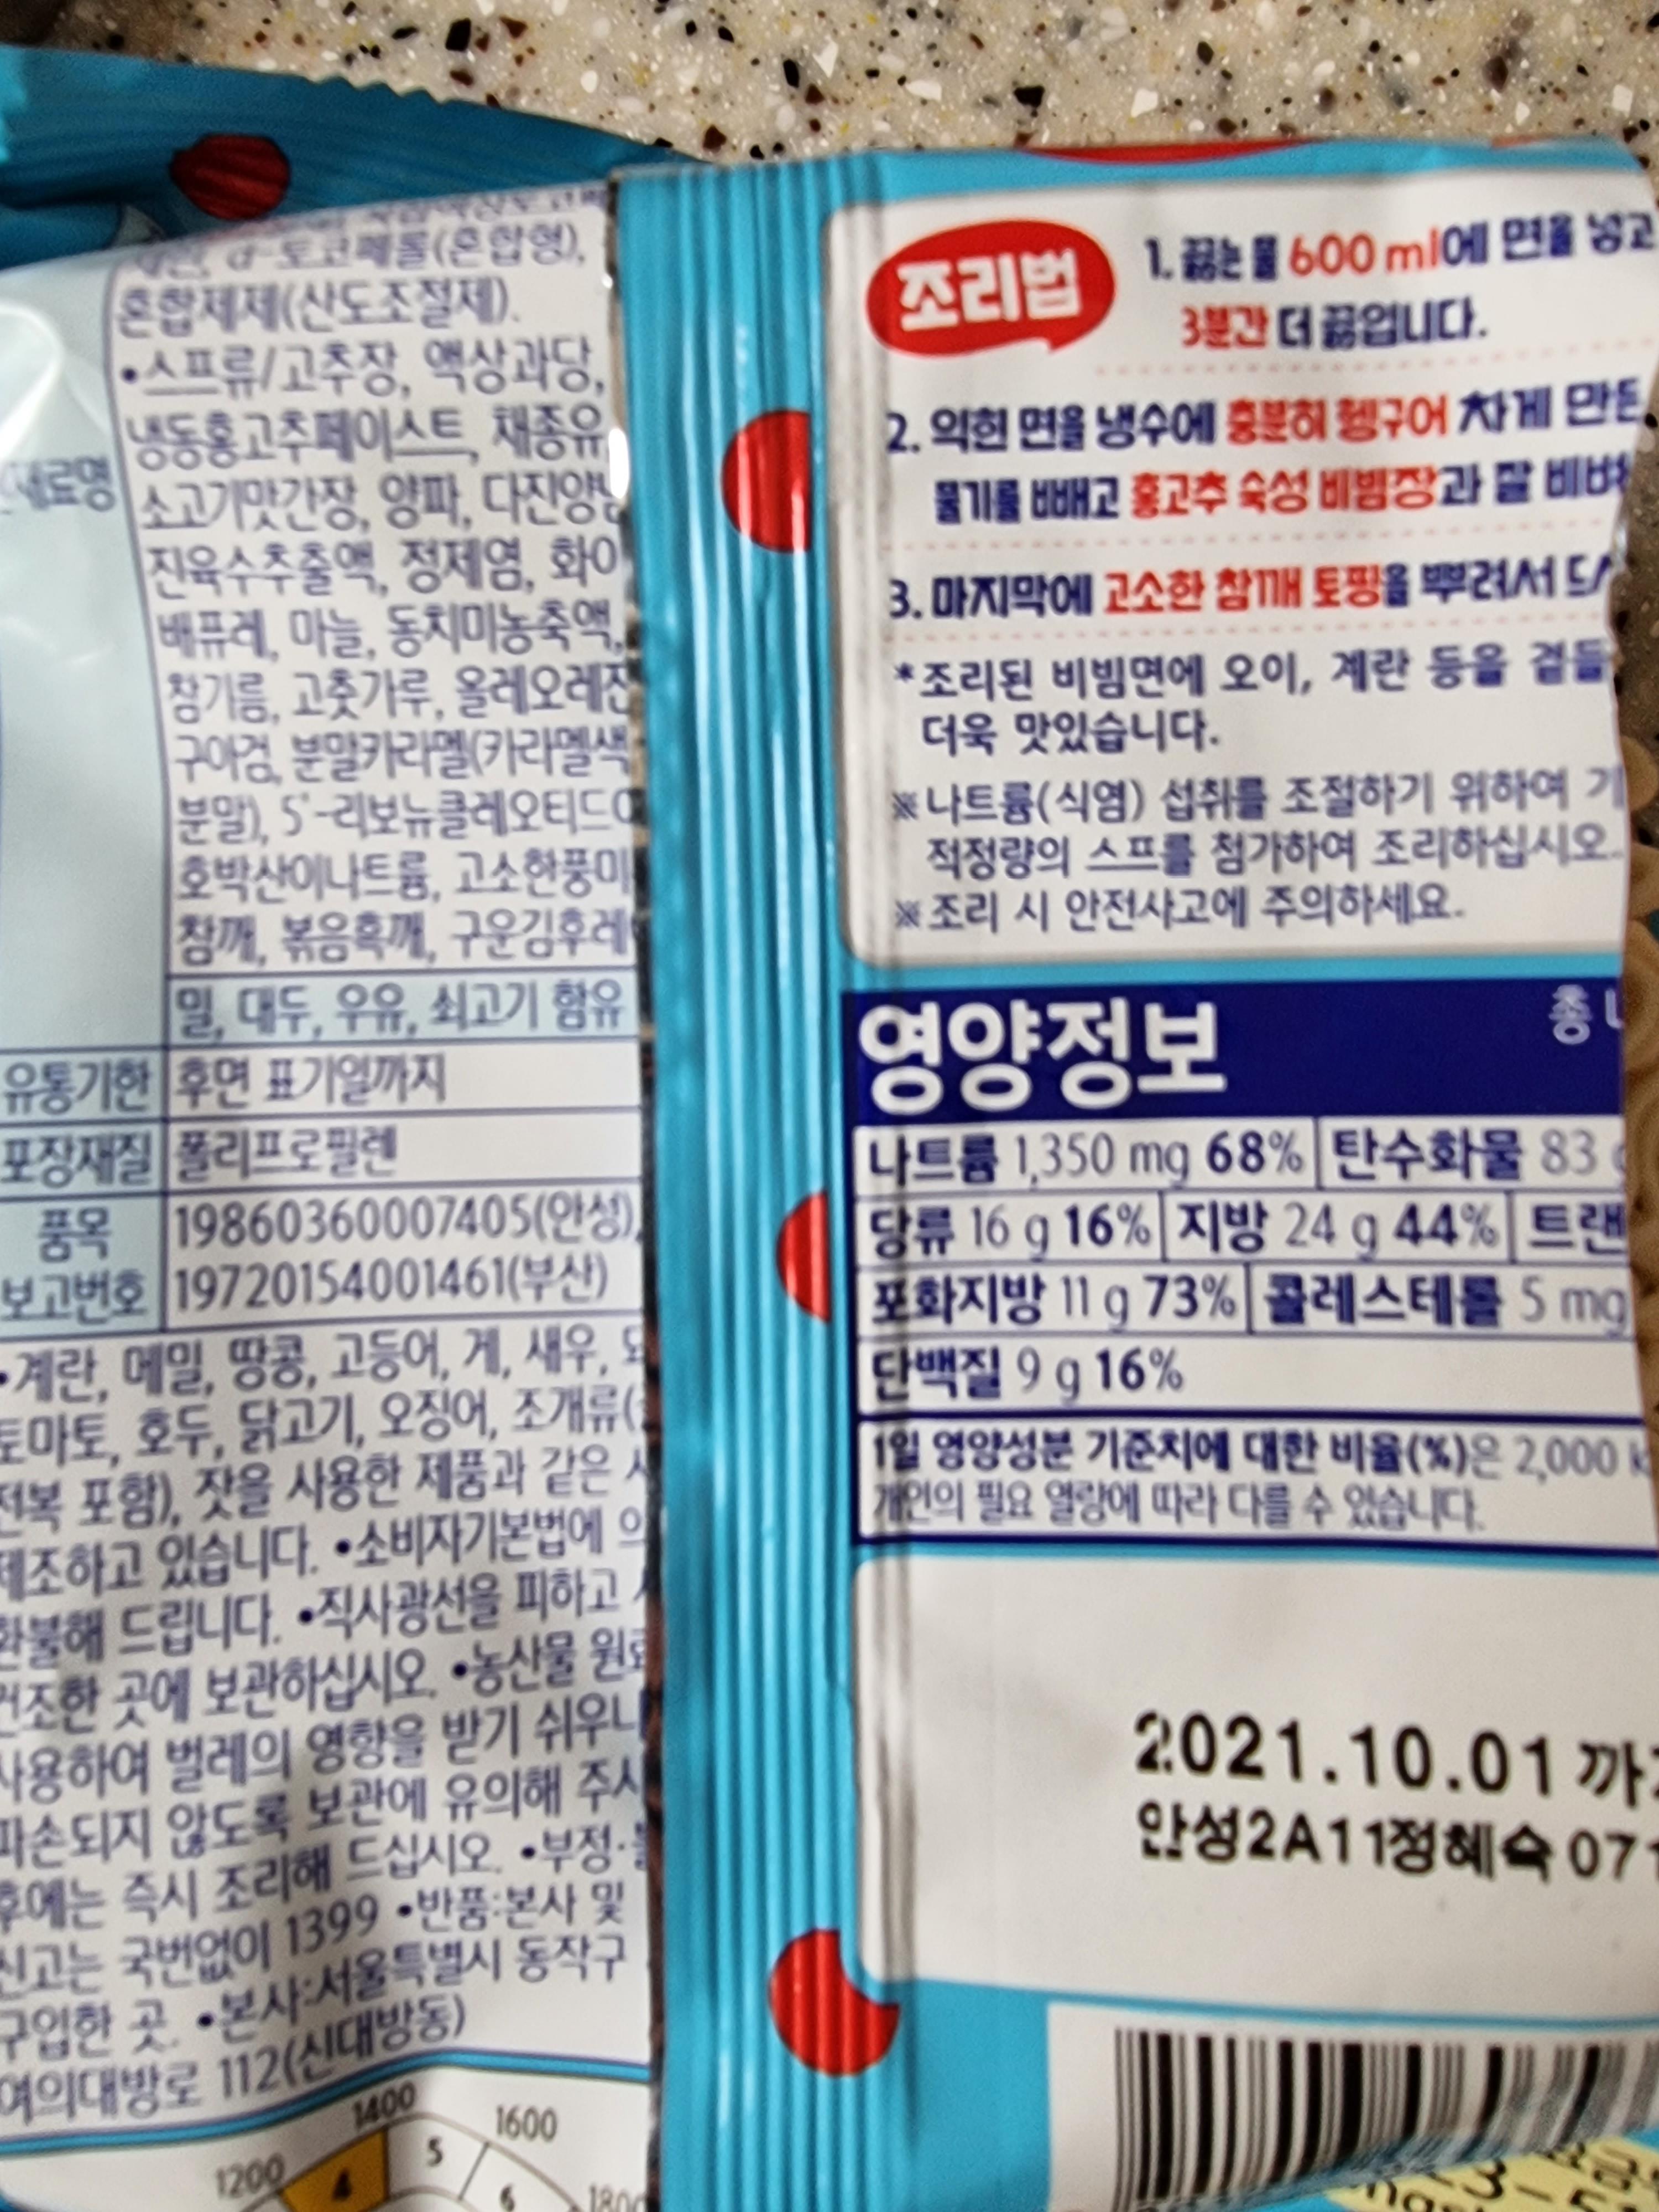 α-토코페롤(혼합형),
혼합제제(산도조절제).
•스프류/고추장, 액상과당,
냉동홍고추페이스트, 채종유,
소고기맛간장, 양파,
진육수추출액, 정제염,
배퓨레, 마늘, 동치미농축액,
참기름, 고춧가루, 올레오레진
구아검, 분말카라멜(카라멜색
분말), 5'-리보뉴클레오티드이
호박산이나트륨, 고소한풍미
참깨, 볶음흑깨, 구운김후레이
밀, 대두, 우유, 쇠고기 함유
유통기한 후면 표기일까지
포장재질 폴리프로필렌
품목
보고번호
19860360007405(안성),
19720154001461(부산)
•계란, 메밀, 땅콩, 고등어, 게, 새우,
토마토, 호두, 닭고기, 오징어, 조개류(
전복 포함), 잣을 사용한 제품과 같은
제조하고 있습니다. •소비자기본법에
환불해 드립니다. •직사광선을 피하고
건조한 곳에 보관하십시오. •농산물 원료
사용하여 벌레의 영향을 받기 쉬우니
파손되지 않도록 보관에 유의해 주시
후에는 즉시 조리해 드십시오. •부정·
신고는 국번없이 1399 •반품:본사 및
구입한 곳. •본사:서울특별시 동작구
여의대방로 112(신대방동)
1200 1400 1600 1800
4 5 6
조리법
1. 끓는 물 600 ml에 면을 넣고
3분간 더 끓입니다.
2. 익힌 면을 냉수에 충분히 헹구어 차게 만든
물기를 빼고 홍고추 숙성 비빔장과 잘 비벼
3. 마지막에 고소한 참깨 토핑을 뿌려서
*조리된 비빔면에 오이, 계란 등을 곁들
더욱 맛있습니다.
※나트륨(식염) 섭취를 조절하기 위하여
적정량의 스프를 첨가하여 조리하십시오.
※조리 시 안전사고에 주의하세요.
영양정보 총
나트륨 1,350 mg 68% 탄수화물 83
당류 16 g 16% 지방 24 g 44% 트랜
포화지방 11 g 73% 콜레스테롤 5 mg
단백질 9 g 16%
1일 영양성분 기준치에 대한 비율(%)은 2,000
개인의 필요 열량에 따라 다를 수 있습니다.
2021.10.01 까지
안성2A11정혜숙 071